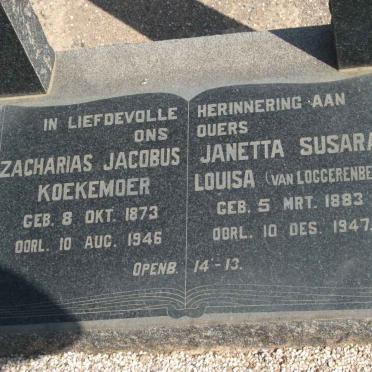 IN LIEFDEVOLLE HERINNERING AAN
ONS OUERS
ZACHARIAS JACOBUS
KOEKEMOER
GEB. 8 OKT. 1873
OORL. 10 AUG. 1946
JANETTA SUSARA
LOUISA (VAN LOGGERENBE
GEB. 5 MRT. 1883
OORL. 10 DES. 1947.
OPENB. 14-13.